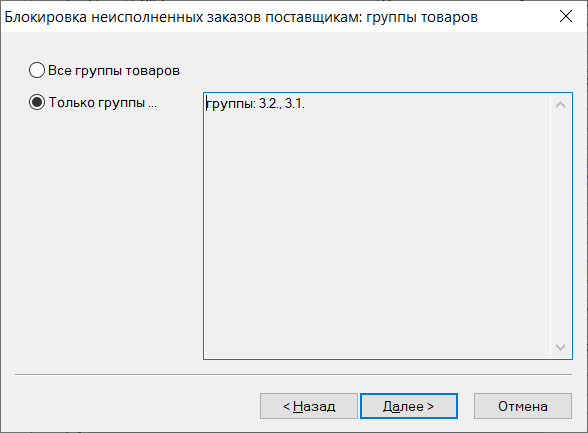 Блокировка неисполненных заказов поставщикам: группы товаров
Все группы товаров
Только группы ...
группы: 3.2., 3.1.
< Назад
Далее >
Отмена